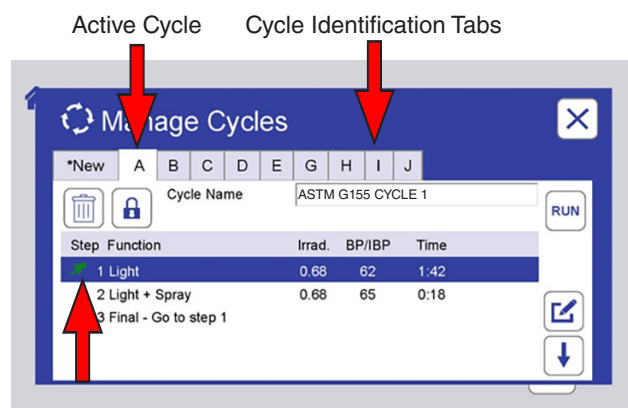 Active Cycle Cycle Identification Tabs
Manage Cycles
*New A B C D E G H I J
Cycle Name ASTM G155 CYCLE 1
RUN
Step Function Irrad. BP/IBP Time
1 Light 0.68 62 1:42
2 Light + Spray 0.68 65 0:18
3 Final - Go to step 1